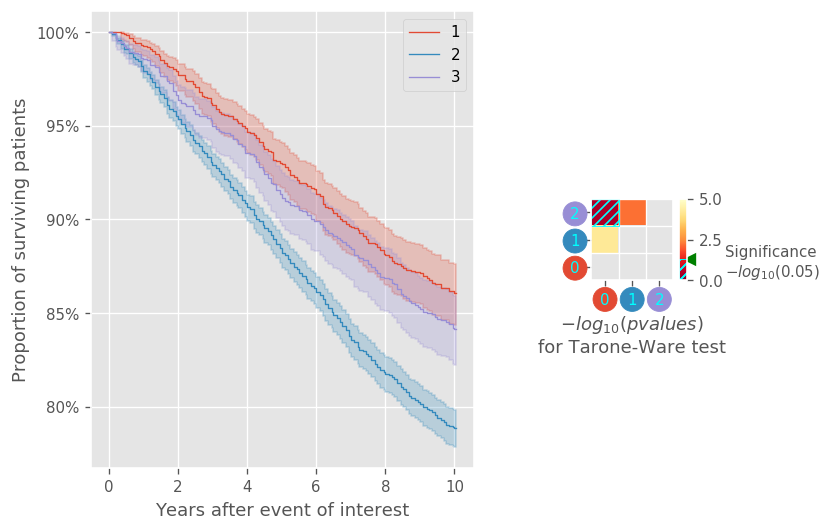 100%
95%
90%
85%
80%
Proportion of surviving patients
0 2 4 6 8 10
Years after event of interest
1
2
3
2
1
0
0 1 2
−log₁₀(pvalues)
for Tarone-Ware test
5.0
2.5
0.0
Significance
−log₁₀(0.05)